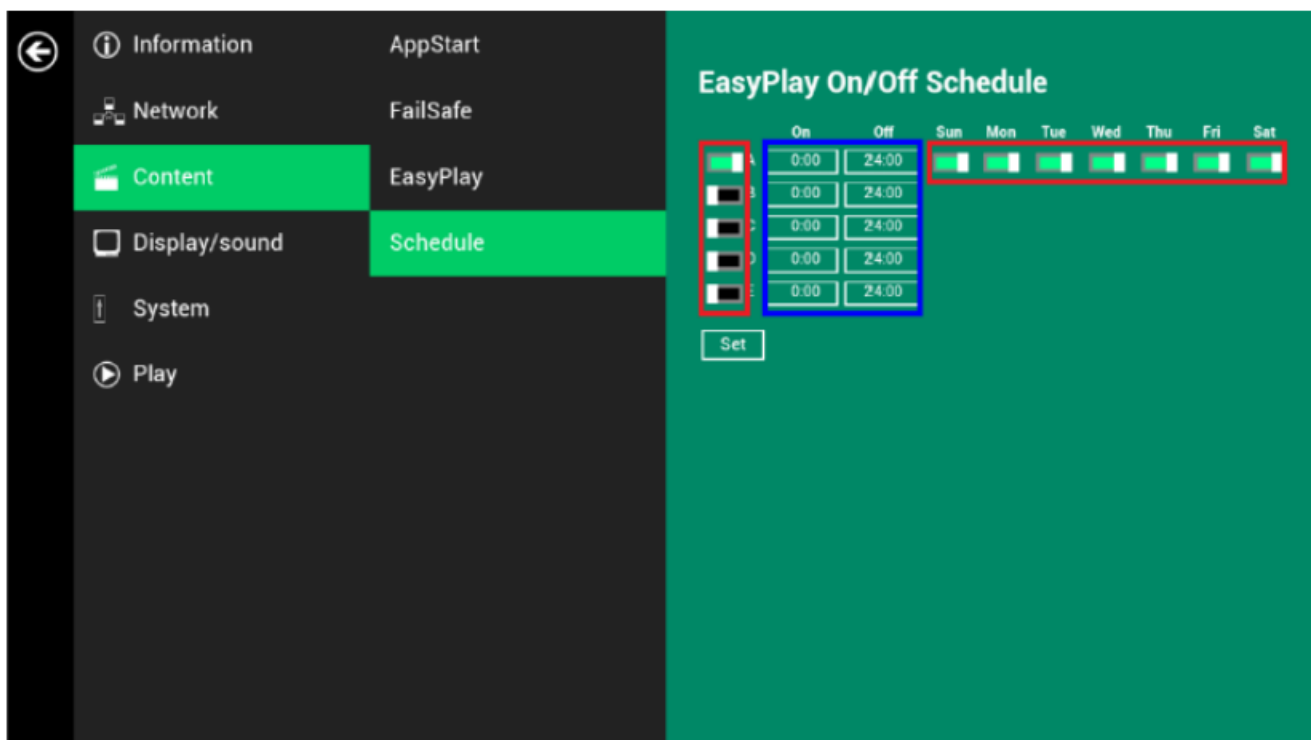 Information
Network
Content
Display/sound
System
Play
AppStart
FailSafe
EasyPlay
Schedule
EasyPlay On/Off Schedule
On Off Sun Mon Tue Wed Thu Fri Sat
A 0:00 24:00
B 0:00 24:00
C 0:00 24:00
D 0:00 24:00
E 0:00 24:00
Set